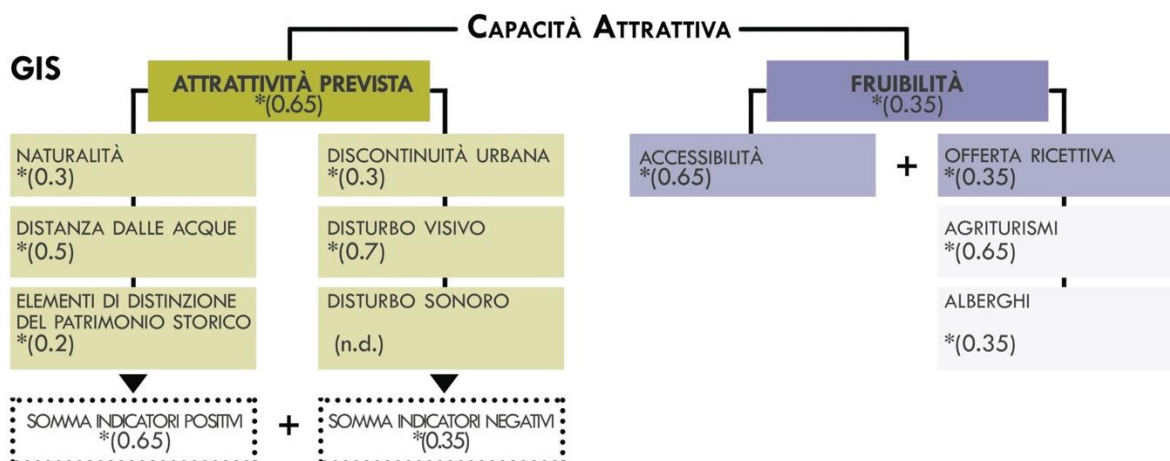 CAPACITÀ ATTRATTIVA
GIS
ATTRATTIVITÀ PREVISTA
*(0.65)
NATURALITÀ
*(0.3)
DISTANZA DALLE ACQUE
*(0.5)
ELEMENTI DI DISTINZIONE
DEL PATRIMONIO STORICO
*(0.2)
SOMMA INDICATORI POSITIVI
*(0.65)
+
DISCONTINUITÀ URBANA
*(0.3)
DISTURBO VISIVO
*(0.7)
DISTURBO SONORO
(n.d.)
SOMMA INDICATORI NEGATIVI
*(0.35)
FRUIBILITÀ
*(0.35)
ACCESSIBILITÀ
*(0.65)
+
OFFERTA RICETTIVA
*(0.35)
AGRITURISMI
*(0.65)
ALBERGHI
*(0.35)